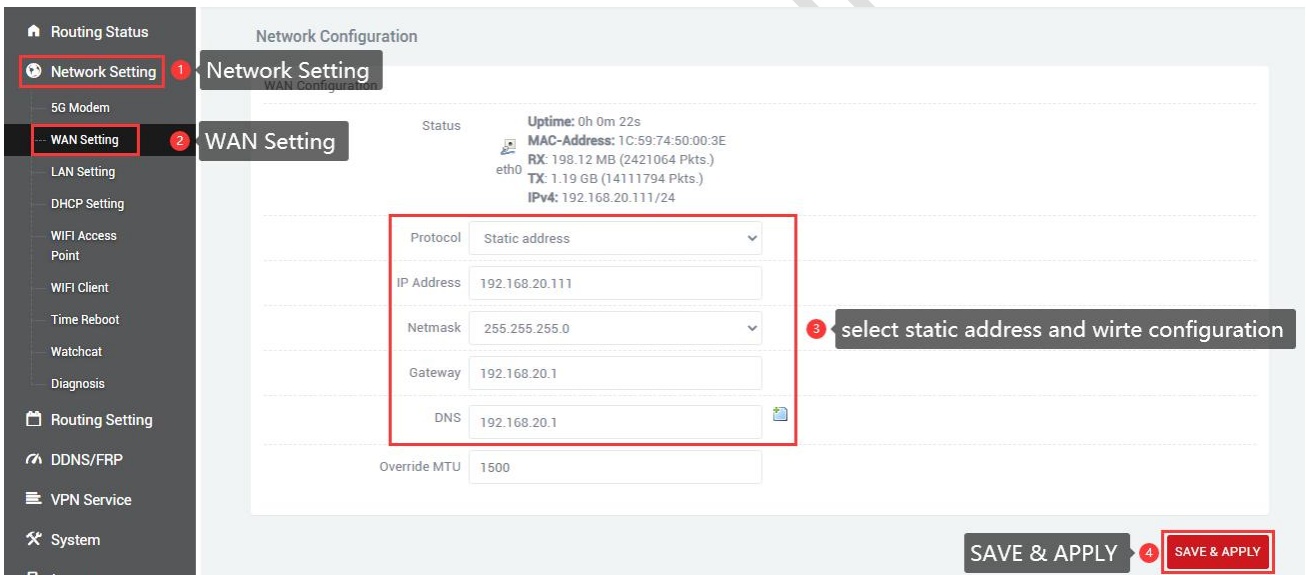 Routing Status
Network Setting
1
Network Setting
5G Modem
WAN Setting
2
WAN Setting
LAN Setting
DHCP Setting
WIFI Access
Point
WIFI Client
Time Reboot
Watchcat
Diagnosis
Routing Setting
DDNS/FRP
VPN Service
System
Network Configuration
WAN Configuration
Status
eth0
Uptime: 0h 0m 22s
MAC-Address: 1C:59:74:50:00:3E
RX: 198.12 MB (2421064 Pkts.)
TX: 1.19 GB (14111794 Pkts.)
IPv4: 192.168.20.111/24
Protocol Static address
IP Address 192.168.20.111
Netmask 255.255.255.0
3 select static address and wirte configuration
Gateway 192.168.20.1
DNS 192.168.20.1
Override MTU 1500
SAVE & APPLY 4 SAVE & APPLY